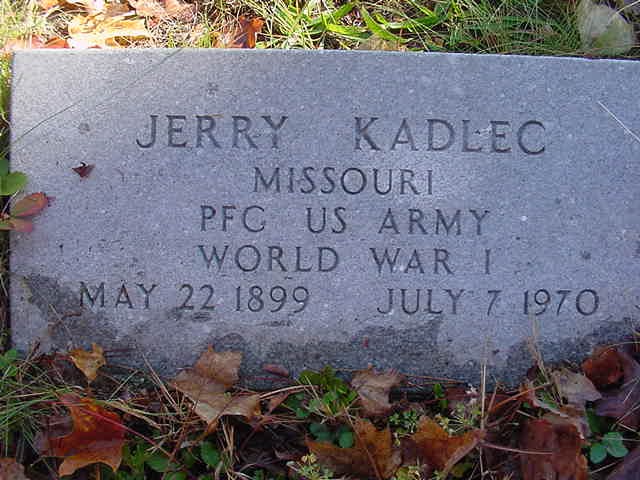 JERRY KADLEC
MISSOURI
PFC US ARMY
WORLD WAR I
MAY 22 1899 JULY 7 1970